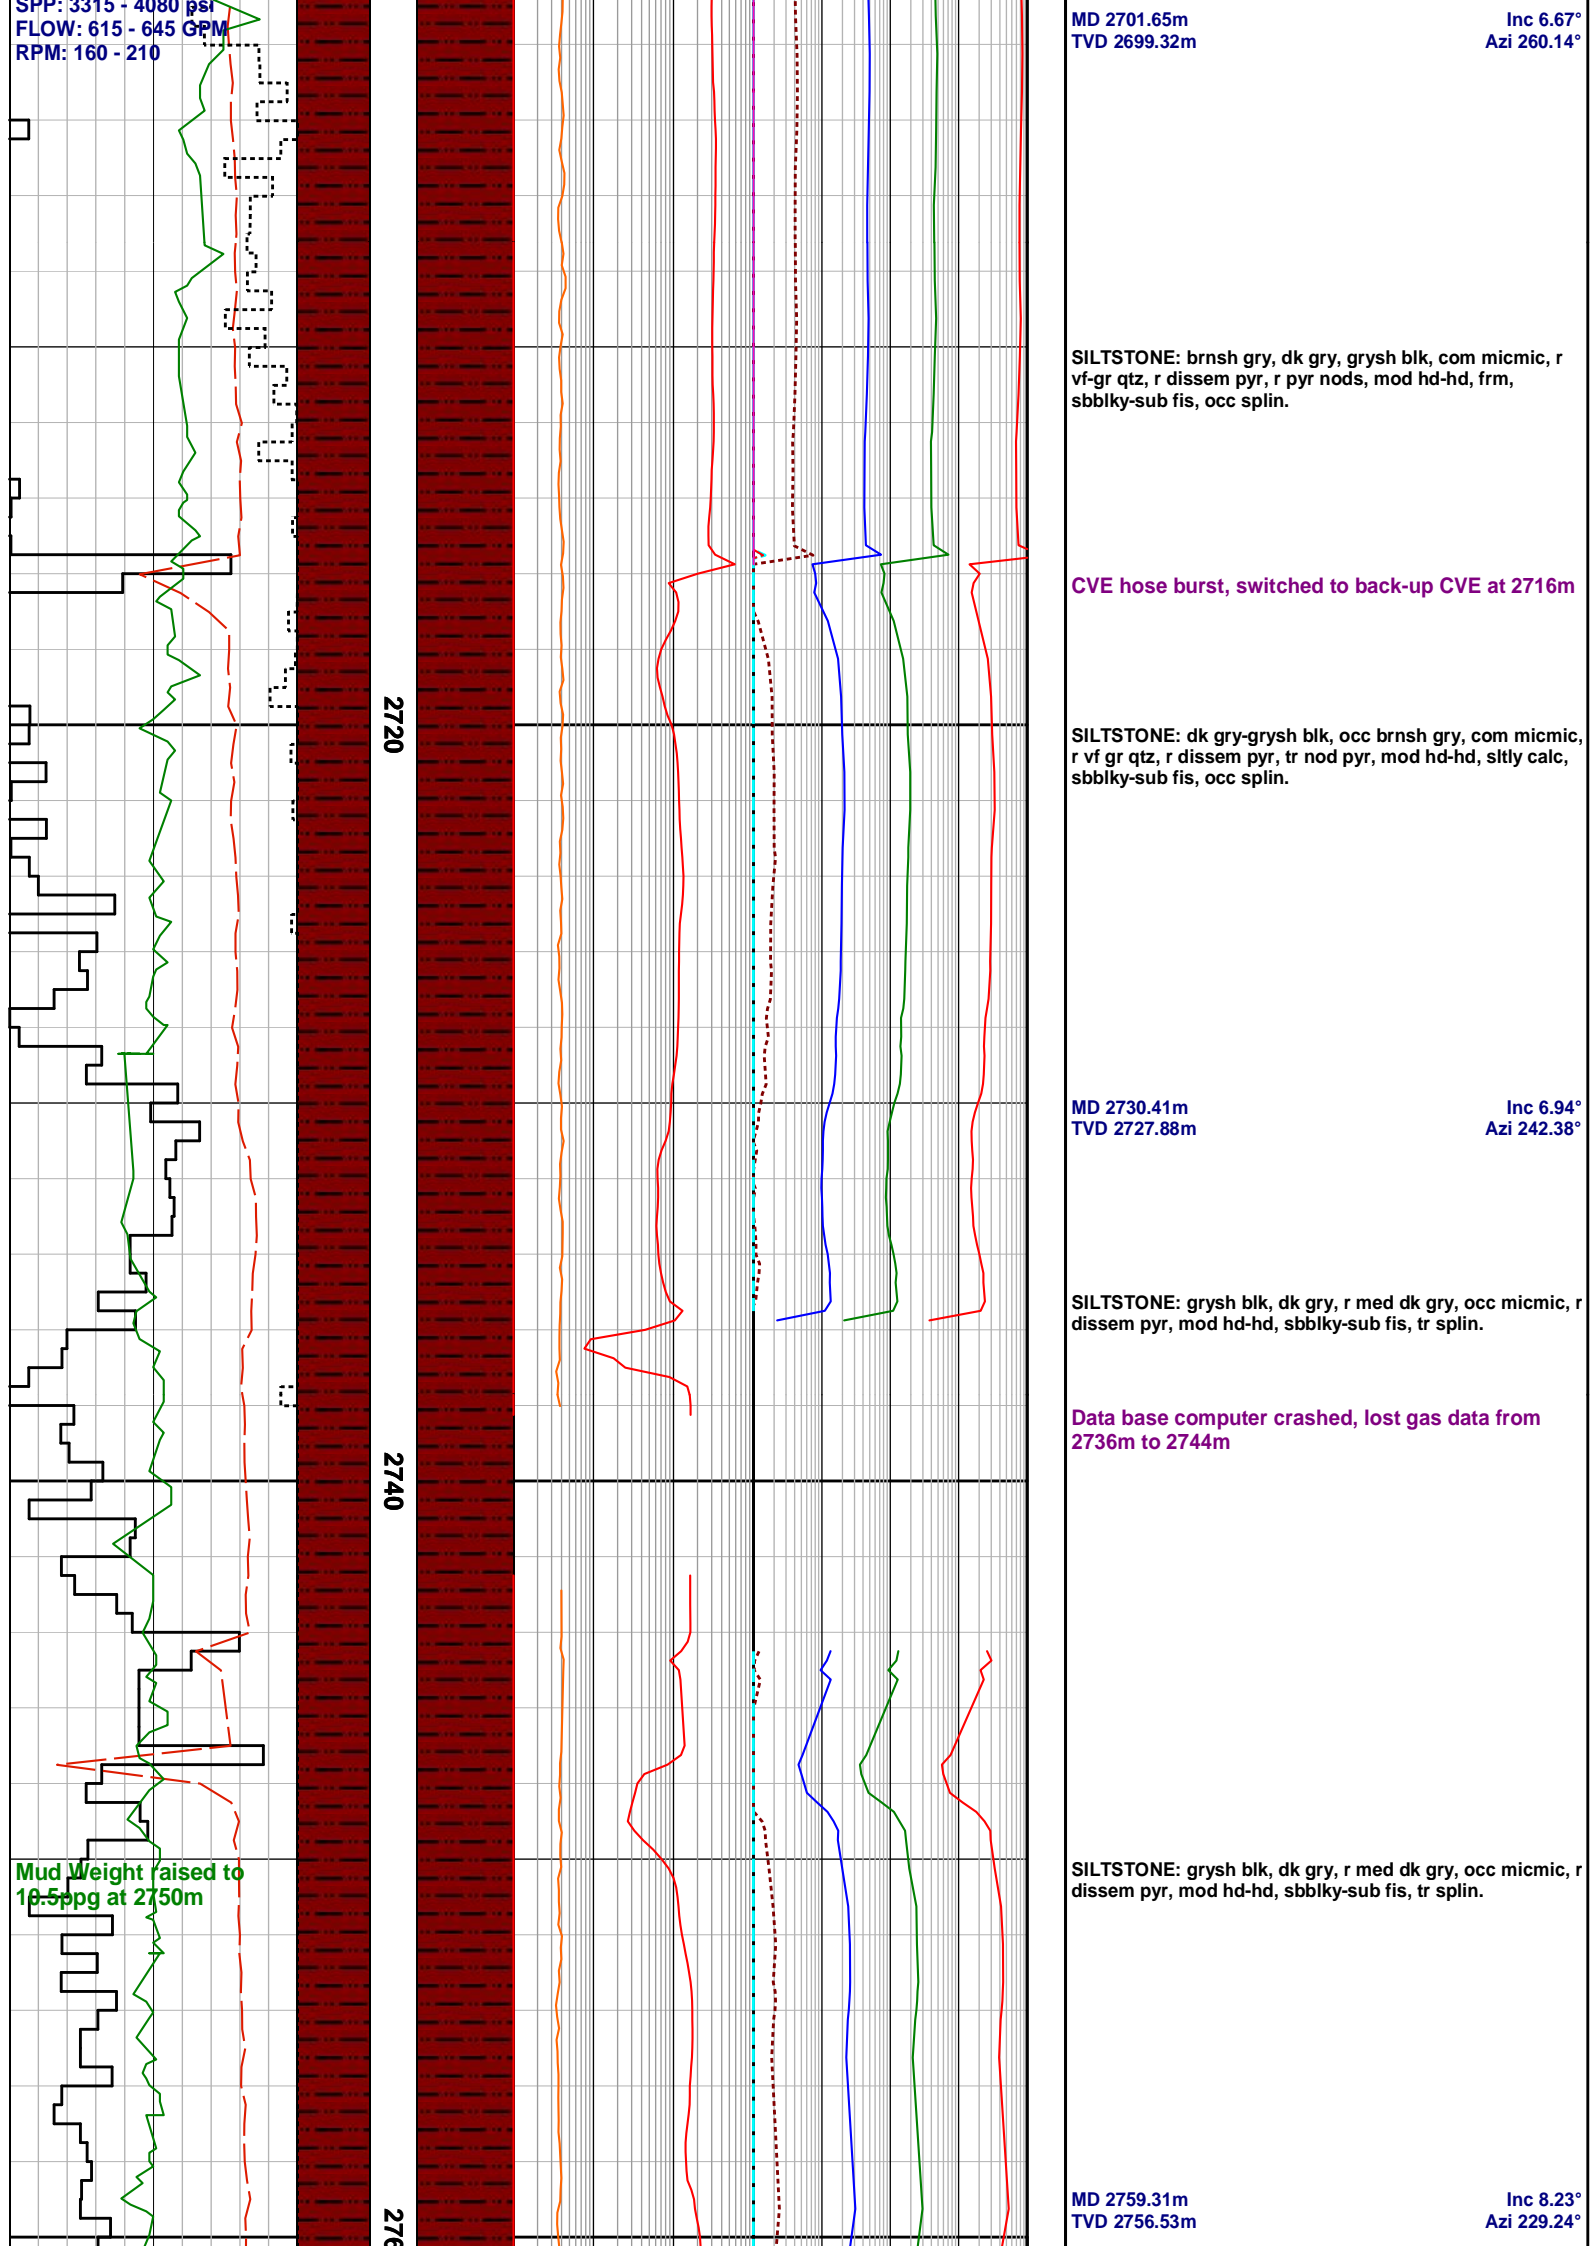 SPP: 3315 - 4080 psi
FLOW: 615 - 645 GPM
RPM: 160 - 210
MD 2701.65m Inc 6.67°
TVD 2699.32m Azi 260.14°
SILTSTONE: brnsh gry, dk gry, grysh blk, com micmic, r
vf-gr qtz, r dissem pyr, r pyr nods, mod hd-hd, frm,
sbblky-sub fis, occ splin.
CVE hose burst, switched to back-up CVE at 2716m
2720
SILTSTONE: dk gry-grysh blk, occ brnsh gry, com micmic,
r vf gr qtz, r dissem pyr, tr nod pyr, mod hd-hd, sltly calc,
sbblky-sub fis, occ splin.
MD 2730.41m Inc 6.94°
TVD 2727.88m Azi 242.38°
SILTSTONE: grysh blk, dk gry, r med dk gry, occ micmic, r
dissem pyr, mod hd-hd, sbblky-sub fis, tr splin.
Data base computer crashed, lost gas data from
2736m to 2744m
2740
Mud Weight raised to
10.5ppg at 2750m
SILTSTONE: grysh blk, dk gry, r med dk gry, occ micmic, r
dissem pyr, mod hd-hd, sbblky-sub fis, tr splin.
MD 2759.31m Inc 8.23°
TVD 2756.53m Azi 229.24°
276